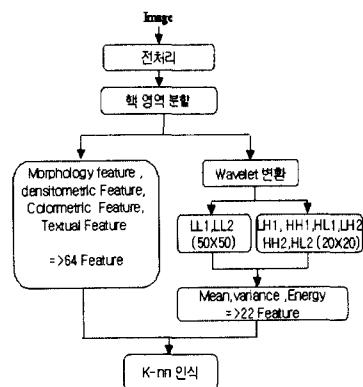 Image
전처리
핵 영역 분할
Morphology feature,
densitometric Feature,
Colormetric Feature,
Textual Feature
=>64 Feature
Wavelet 변환
LL1,LL2
(50X50)
LH1, HH1,HL1,LH2
HH2,HL2 (20X20)
Mean,variance ,Energy
=>22 Feature
K-nn 인식